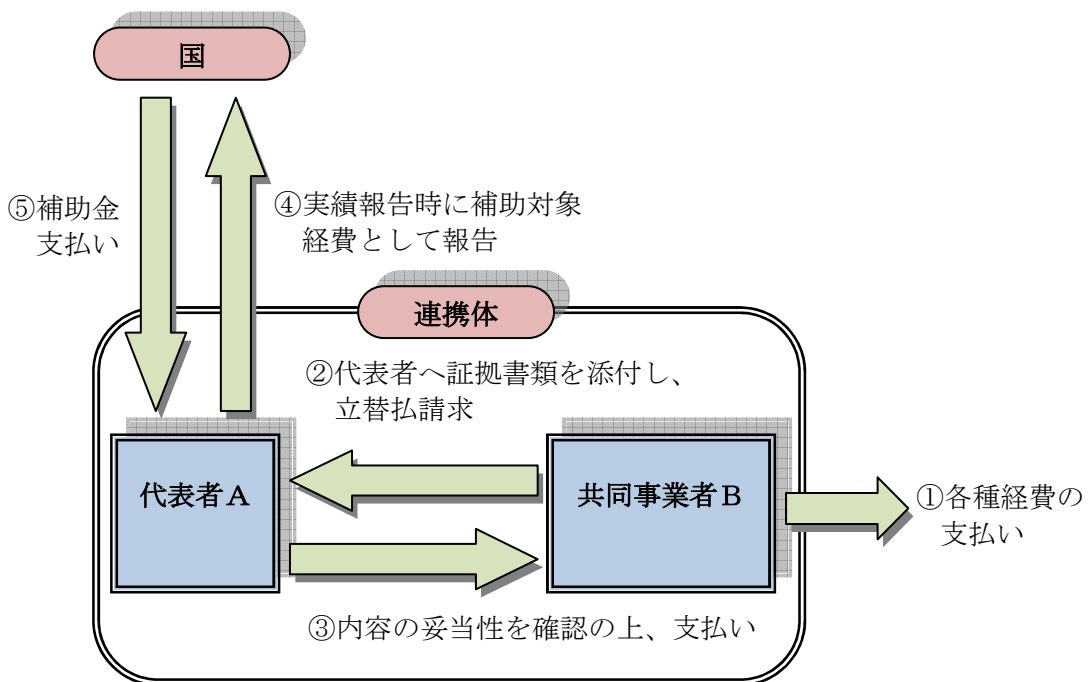 国
⑤補助金
支払い
④実績報告時に補助対象
経費として報告
連携体
②代表者へ証拠書類を添付し、
立替払請求
代表者A
共同事業者B
①各種経費の
支払い
③内容の妥当性を確認の上、支払い